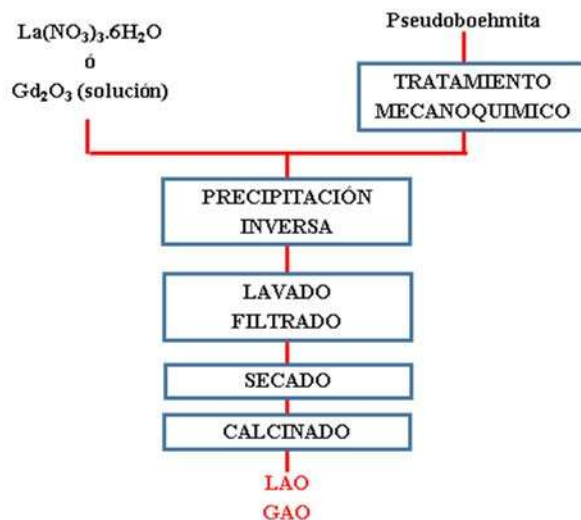 La(NO₃)₃.6H₂O
ó
Gd₂O₃ (solución)
Pseudoboehmita
TRATAMIENTO
MECANOQUIMICO
PRECIPITACIÓN
INVERSA
LAVADO
FILTRADO
SECADO
CALCINADO
LAO
GAO